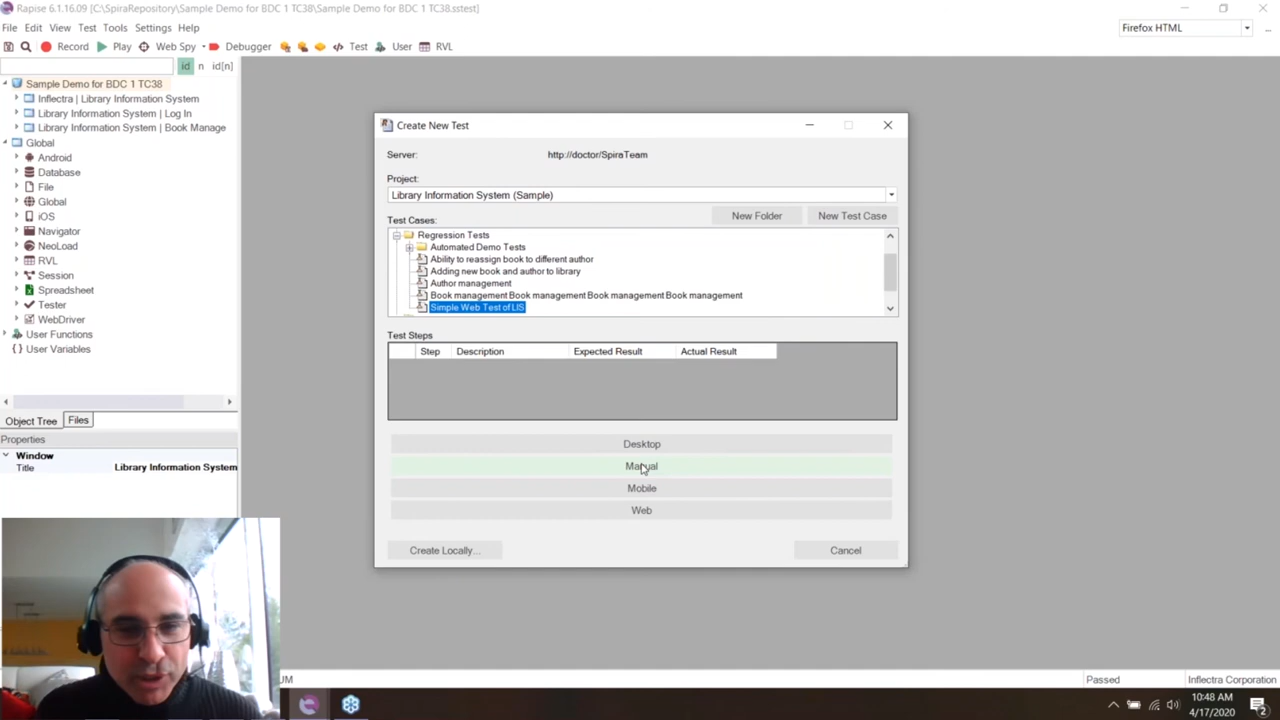 Rapise 6.1.16.09 [C:\SpiraRepository\Sample Demo for BDC 1 TC38\Sample Demo for BDC 1 TC38.sstest]
File Edit View Test Tools Settings Help
Firefox HTML
...
Record Play Web Spy Debugger Test User RVL
id n id[n]
Sample Demo for BDC 1 TC38
Inflectra | Library Information System
Library Information System | Log In
Library Information System | Book Manage
Global
Android
Database
File
Global
iOS
Navigator
NeoLoad
RVL
Session
Spreadsheet
Tester
WebDriver
User Functions
{ } User Variables
Object Tree Files
Properties
Window
Title Library Information System
Create New Test
Server: http://doctor/SpiraTeam
Project:
Library Information System (Sample)
New Folder New Test Case
Test Cases:
Regression Tests
Automated Demo Tests
Ability to reassign book to different author
Adding new book and author to library
Author management
Book management Book management Book management Book management
Simple Web Test of LIS
Test Steps
Step Description Expected Result Actual Result
Desktop
Manual
Mobile
Web
Create Locally... Cancel
UM Passed Inflectra Corporation
10:48 AM
4/17/2020
2